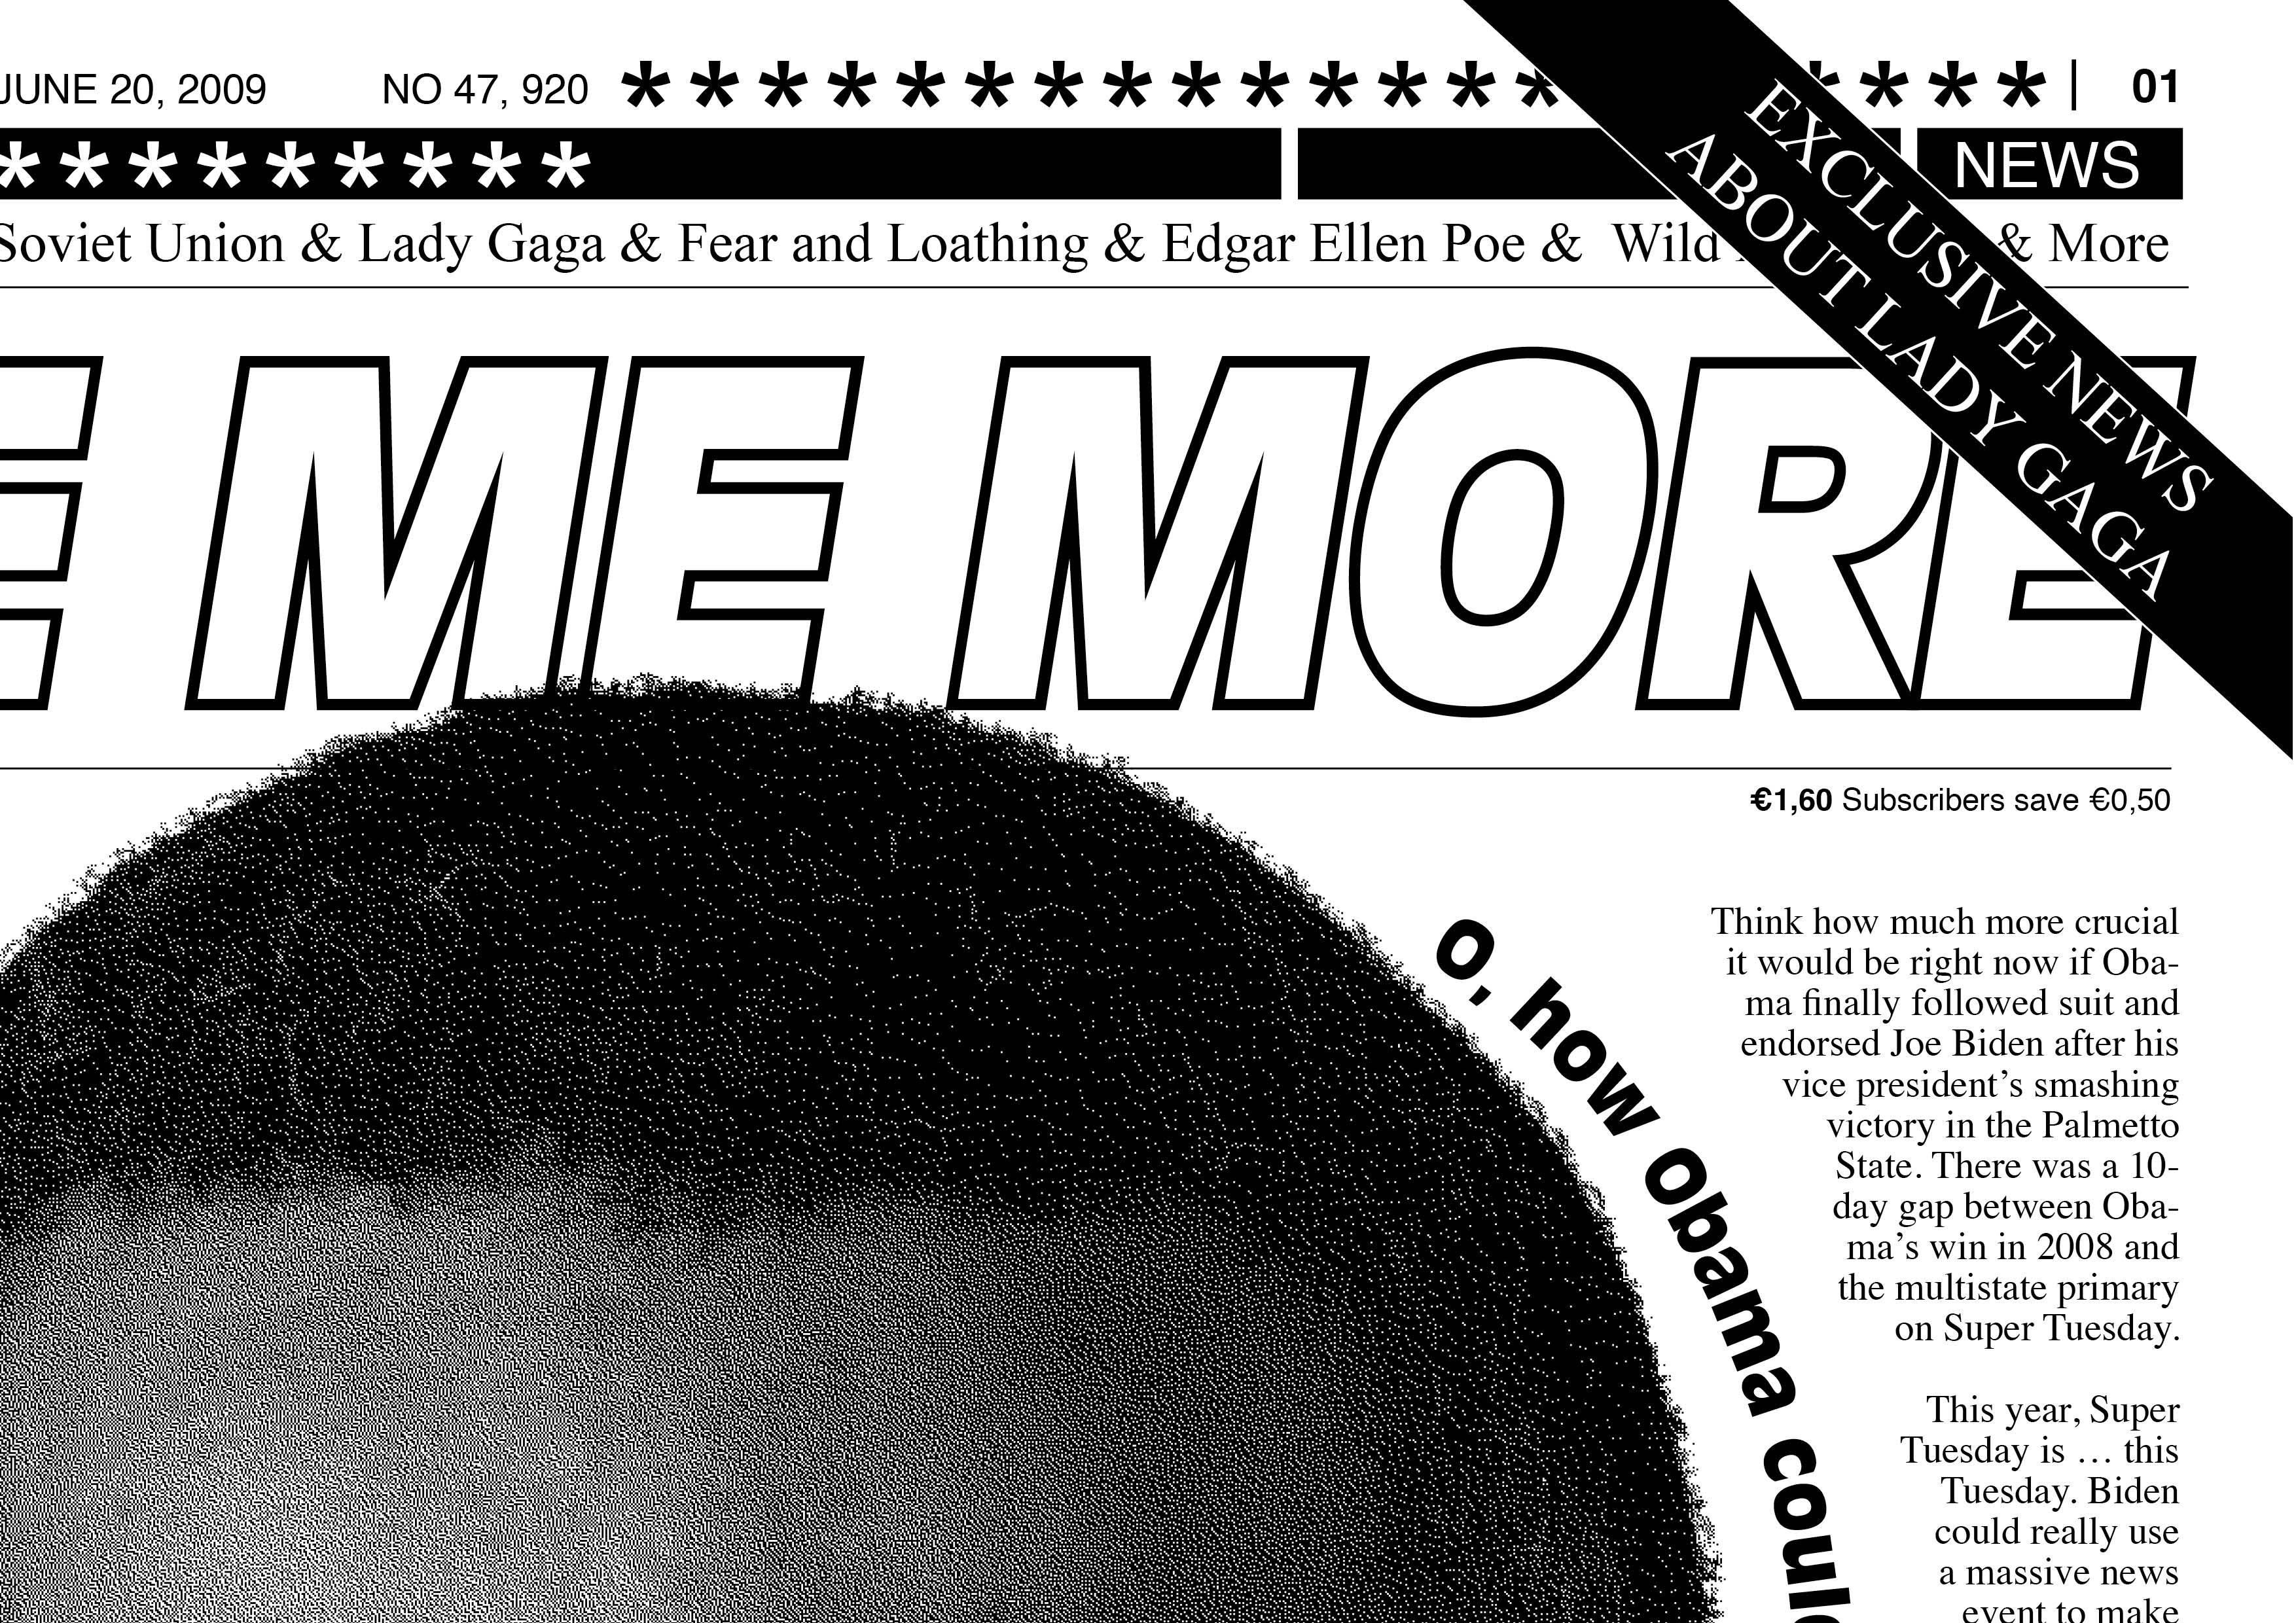 JUNE 20, 2009 NO 47, 920 * * * * * * * * * * * * * * * * * * | 01
* * * * * * * * * NEWS
EXCLUSIVE NEWS
ABOUT LADY GAGA
Soviet Union & Lady Gaga & Fear and Loathing & Edgar Ellen Poe & Wild & More
ME MORE
€1,60 Subscribers save €0,50
o, how Obama coul
Think how much more crucial
it would be right now if Oba-
ma finally followed suit and
endorsed Joe Biden after his
vice president’s smashing
victory in the Palmetto
State. There was a 10-
day gap between Oba-
ma’s win in 2008 and
the multistate primary
on Super Tuesday.
This year, Super
Tuesday is … this
Tuesday. Biden
could really use
a massive news
event to make